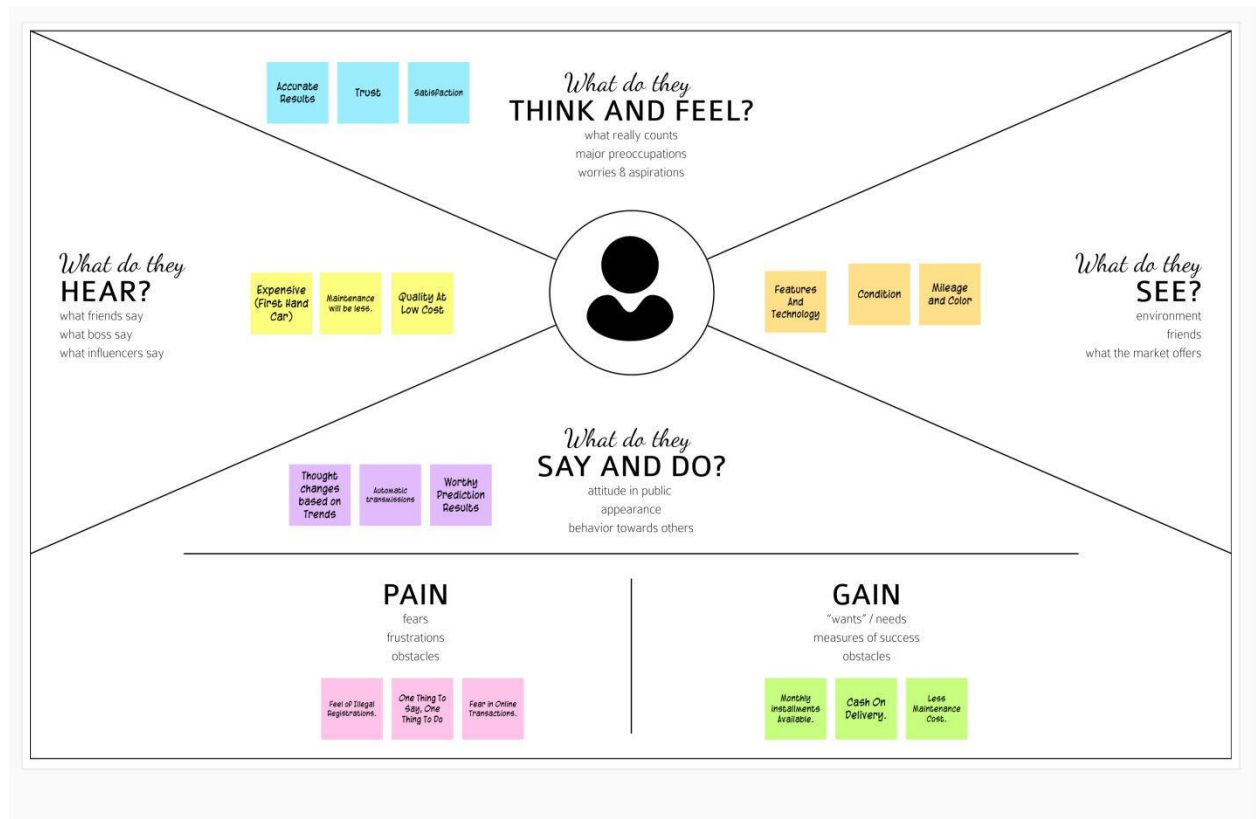 Accurate
Results
Trust
Satisfaction
What do they
THINK AND FEEL?
what really counts
major preoccupations
worries & aspirations
What do they
HEAR?
what friends say
what boss say
what influencers say
Expensive
(First Hand
Car)
Maintenance
will be less.
Quality At
Low Cost
Features
And
Technology
Condition
Mileage
and Color
What do they
SEE?
environment
friends
what the market offers
What do they
SAY AND DO?
attitude in public
appearance
behavior towards others
Thought
changes
based on
Trends
Automatic
transmissions
Worthy
Prediction
Results
PAIN
fears
frustrations
obstacles
Feel of Illegal
Registrations.
One Thing To
Say, One
Thing To Do
Fear in Online
Transactions.
GAIN
"wants" / needs
measures of success
obstacles
Monthly
installments
Available.
Cash On
Delivery.
Less
Maintenance
Cost.